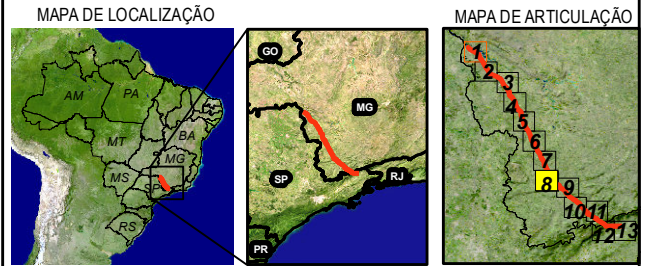 MAPA DE LOCALIZAÇÃO
AM
PA
MT
BA
MG
MS
SP
RS
GO
MG
SP
RJ
PR
MAPA DE ARTICULAÇÃO
1
2
3
4
5
6
7
8
9
10
11
12
13